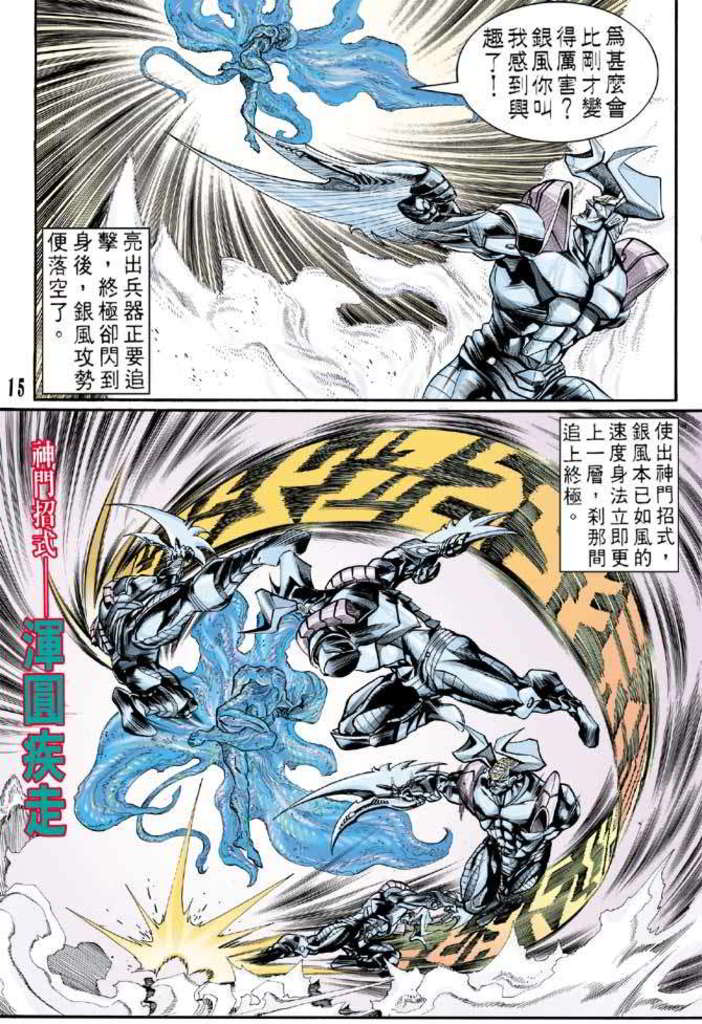 為甚麼會
比剛才變
得厲害？
銀風你叫
我感到興
趣了！
亮出兵器正要追
擊，終極卻閃到
身後，銀風攻勢
便落空了。
15
使出神門招式，
銀風本已如風的
速度身法立即更
上一層，剎那間
追上終極。
神門招式——渾圓疾走